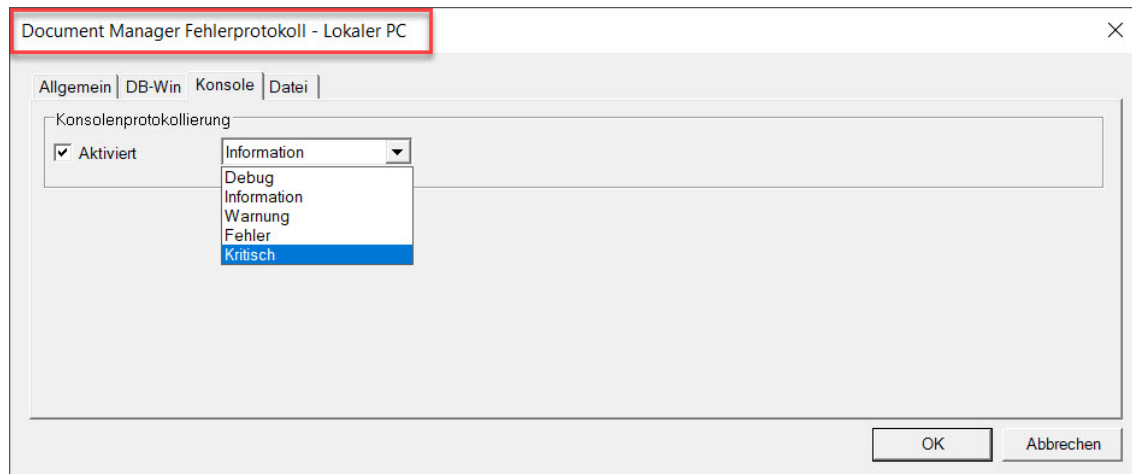 Document Manager Fehlerprotokoll - Lokaler PC
Allgemein DB-Win Konsole Datei
Konsolenprotokollierung
Aktiviert Information
Debug
Information
Warnung
Fehler
Kritisch
OK Abbrechen